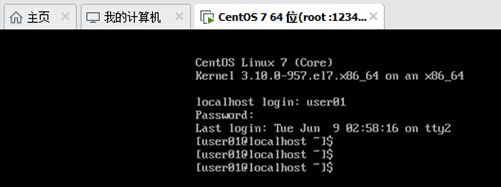 主页 我的计算机 CentOS 7 64 位(root :1234...
CentOS Linux 7 (Core)
Kernel 3.10.0-957.el7.x86_64 on an x86_64
localhost login: user01
Password:
Last login: Tue Jun  9 02:58:16 on tty2
[user01@localhost ~]$
[user01@localhost ~]$
[user01@localhost ~]$